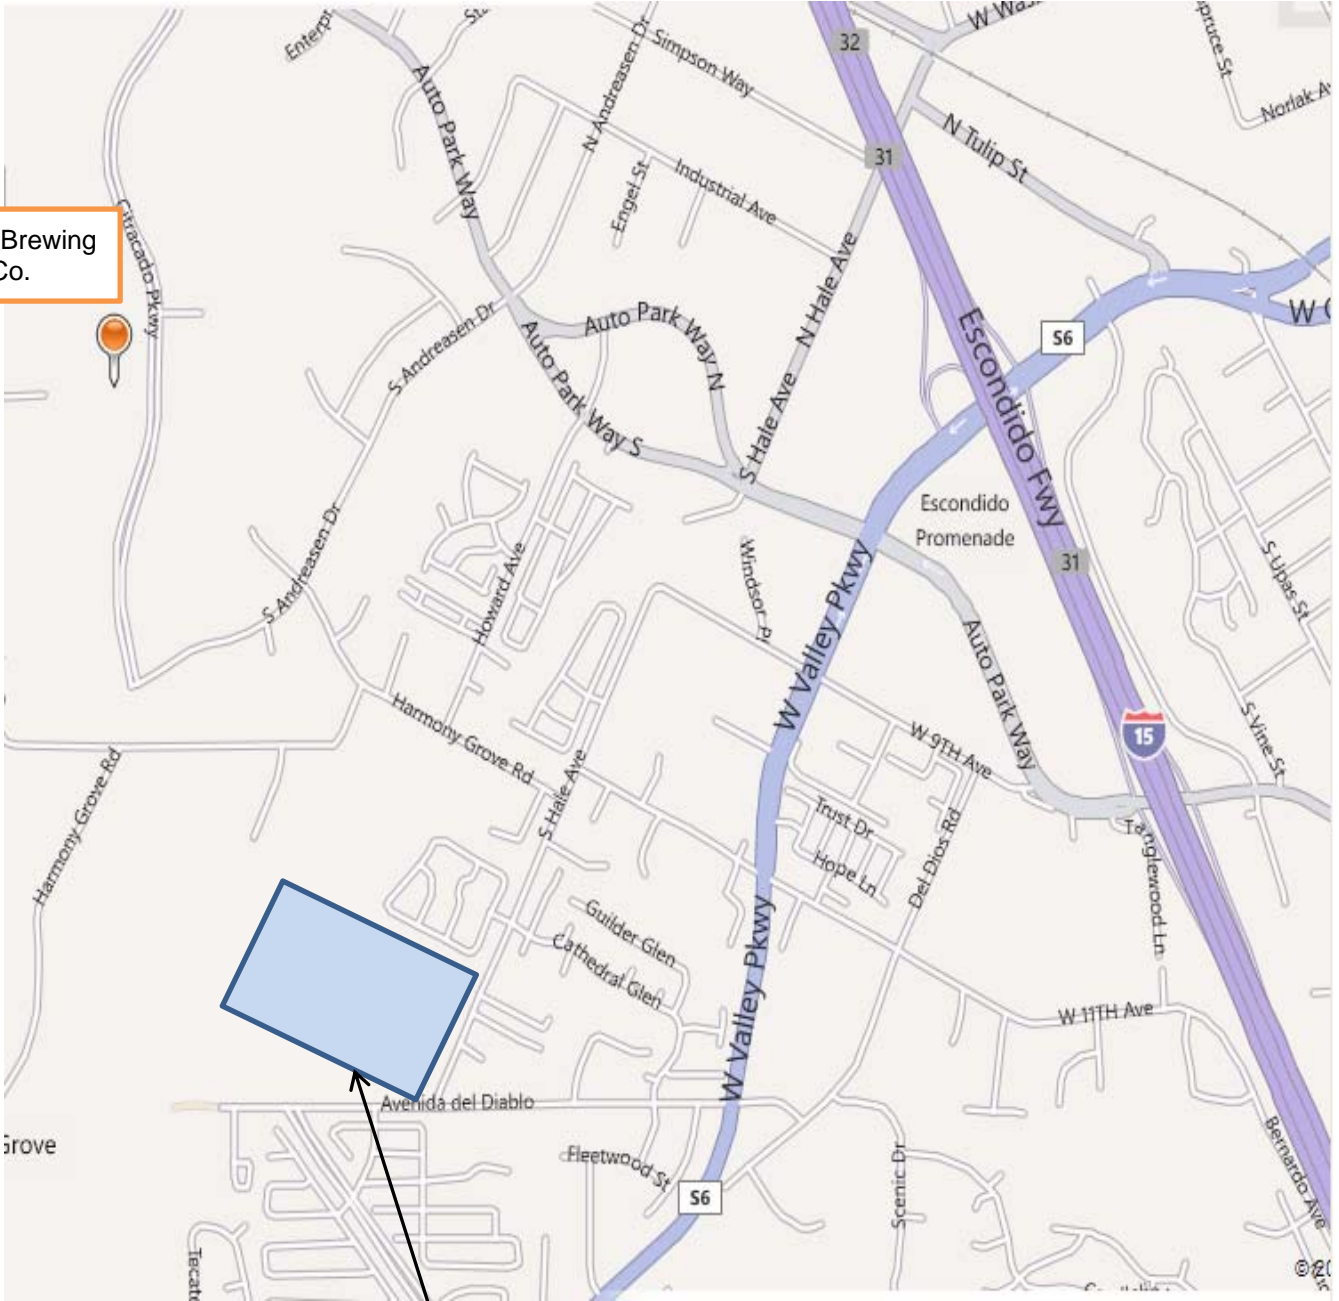 W Was
32
Simpson Way
N Andreasen Dr
Auto Park Way
31
N Tulip St
Norlak A
Industrial Ave
Engel St
Brewing
Co.
Citracado Pkwy
N Hale Ave
Auto Park Way N
S Andreasen Dr
Auto Park Way S
S Hale Ave
Escondido Fwy
S6
W
Escondido
Promenade
S Andreasen Dr
Howard Ave
Windsor Pl
W Valley Pkwy
31
S Upas St
Auto Park Way
Harmony Grove Rd
W 9TH Ave
15
S Vine St
Harmony Grove Rd
S Hale Ave
Trust Dr
Hope Ln
Del Dios Rd
Tanglewood Ln
Guilder Glen
Cathedral Glen
W Valley Pkwy
W 11TH Ave
Avenida del Diablo
Grove
Fleetwood St
S6
Scenic Dr
Bernardo Ave
Tecat
© 20